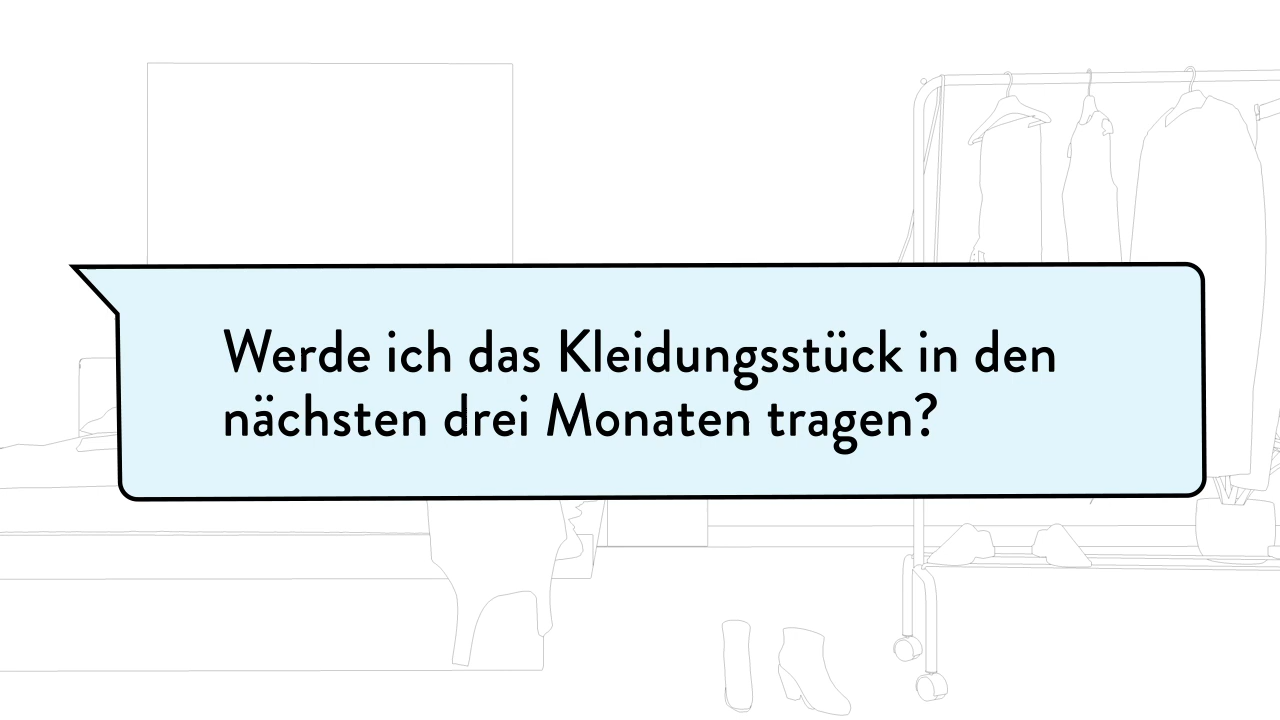 Werde ich das Kleidungsstück in den
nächsten drei Monaten tragen?